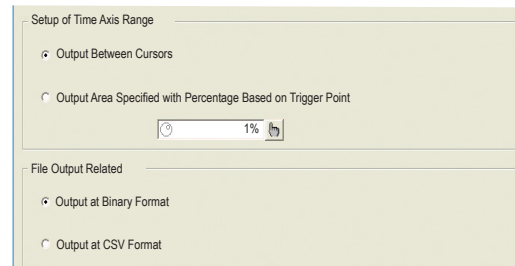 Setup of Time Axis Range
Output Between Cursors
Output Area Specified with Percentage Based on Trigger Point
1%
File Output Related
Output at Binary Format
Output at CSV Format